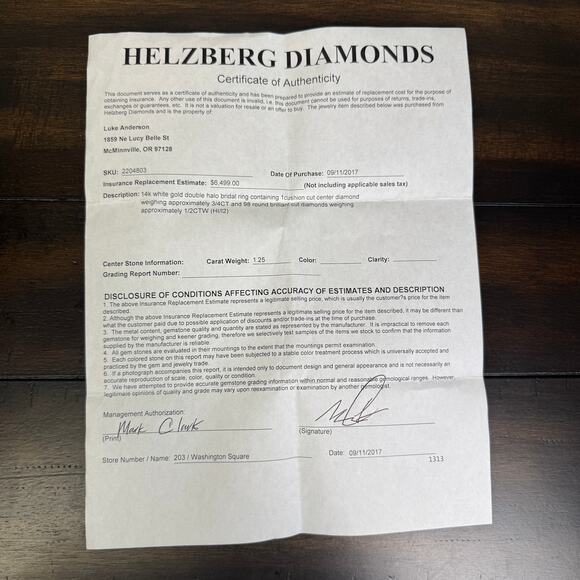 HELZBERG DIAMONDS
Certificate of Authenticity
This document serves as a certificate of authenticity and has been prepared to provide an estimate of replacement cost for the purpose of
obtaining insurance. Any other use of this document is invalid, i.e. this document cannot be used for purposes of returns, trade-ins,
exchanges or guarantees, etc. It is not a valuation for resale or an offer to buy. The jewelry item described below was purchased from
Helzberg Diamonds and is the property of:
Luke Anderson
1859 Ne Lucy Belle St
McMinnville, OR 97128
SKU: 2204803 Date Of Purchase: 09/11/2017
Insurance Replacement Estimate: $6,499.00 (Not including applicable sales tax)
Description: 14k white gold double halo bridal ring containing 1cushion cut center diamond
weighing approximately 3/4CT and 98 round brilliant cut diamonds weighing
approximately 1/2CTW (HI/I2)
Center Stone Information: Carat Weight: 1.25 Color: Clarity:
Grading Report Number:
DISCLOSURE OF CONDITIONS AFFECTING ACCURACY OF ESTIMATES AND DESCRIPTION
1. The above Insurance Replacement Estimate represents a legitimate selling price, which is usually the customer?s price for the item
described.
2. Although the above Insurance Replacement Estimate represents a legitimate selling price for the item described, it may be different than
what the customer paid due to possible application of discounts and/or trade-ins at the time of purchase.
3. The metal content, gemstone quality and quantity are stated as represented by the manufacturer. It is impractical to remove each
gemstone for weighing and keener grading, therefore we selectively test samples of the items we stock to confirm that the information
supplied by the manufacturer is reliable.
4. All gem stones are evaluated in their mountings to the extent that the mountings permit examination.
5. Each colored stone on this report may have been subjected to a stable color treatment process which is universally accepted and
practiced by the gem and jewelry trade.
6. If a photograph accompanies this report, it is intended only to document design and general appearance and is not necessarily an
accurate reproduction of scale, color, quality or condition.
7. We have attempted to provide accurate gemstone grading information within normal and reasonable gemological ranges. However,
legitimate opinions of quality and grade may vary upon reexamination or examination by another gemologist.
Management Authorization:
Mark Clark
(Print) (Signature)
Store Number / Name: 203 / Washington Square Date: 09/11/2017
1313